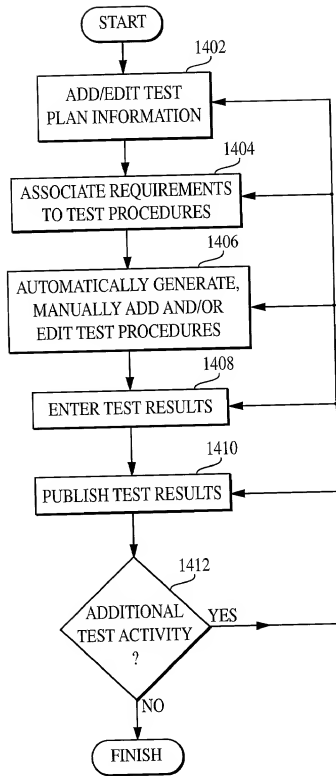 START
1402
ADD/EDIT TEST
PLAN INFORMATION
1404
ASSOCIATE REQUIREMENTS
TO TEST PROCEDURES
1406
AUTOMATICALLY GENERATE,
MANUALLY ADD AND/OR
EDIT TEST PROCEDURES
1408
ENTER TEST RESULTS
1410
PUBLISH TEST RESULTS
1412
ADDITIONAL
TEST ACTIVITY
?
YES
NO
FINISH